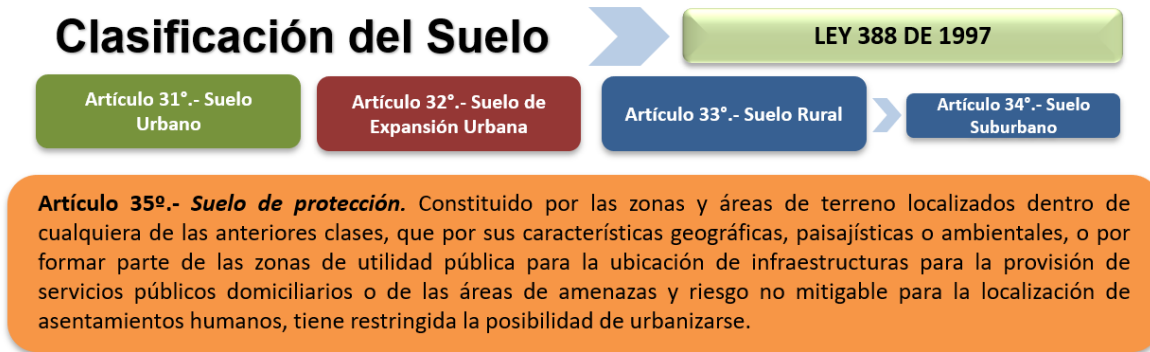 Clasificación del Suelo
LEY 388 DE 1997
Artículo 31°.- Suelo
Urbano
Artículo 32°.- Suelo de
Expansión Urbana
Artículo 33°.- Suelo Rural
Artículo 34°.- Suelo
Suburbano
Artículo 35º.- Suelo de protección. Constituido por las zonas y áreas de terreno localizados dentro de
cualquiera de las anteriores clases, que por sus características geográficas, paisajísticas o ambientales, o por
formar parte de las zonas de utilidad pública para la ubicación de infraestructuras para la provisión de
servicios públicos domiciliarios o de las áreas de amenazas y riesgo no mitigable para la localización de
asentamientos humanos, tiene restringida la posibilidad de urbanizarse.